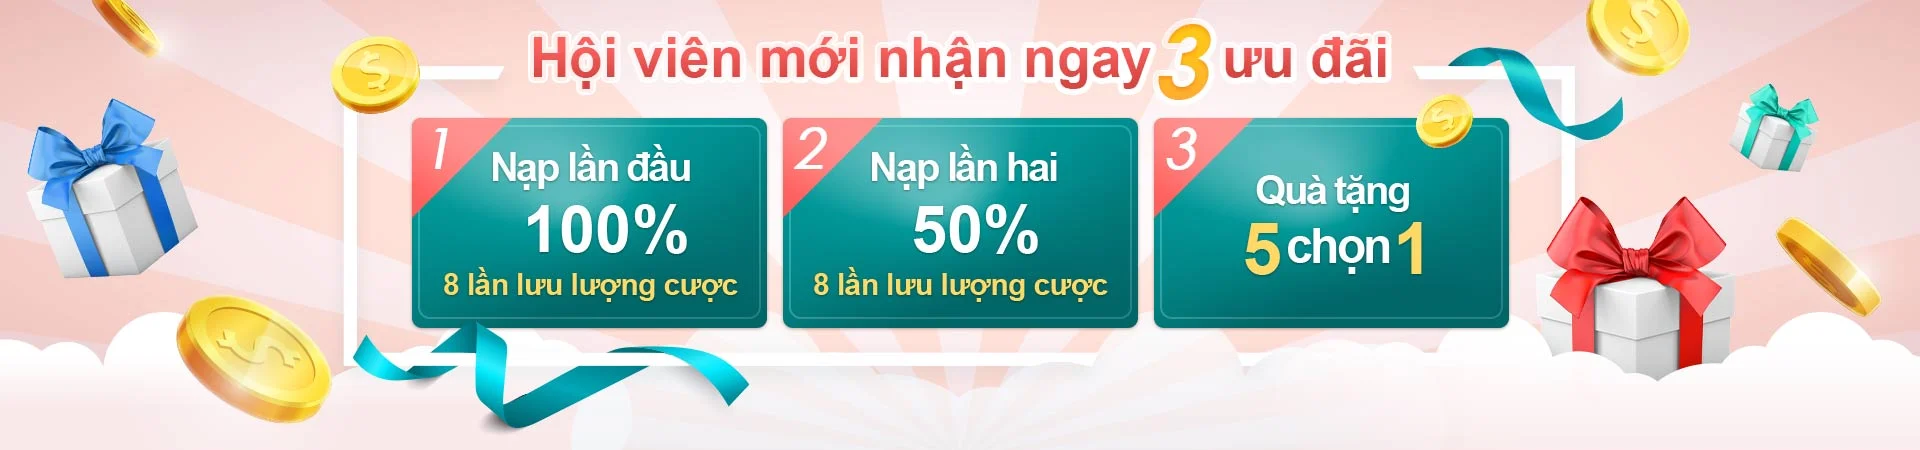 Hội viên mới nhận ngay 3 ưu đãi
1
Nạp lần đầu
100%
8 lần lưu lượng cược
2
Nạp lần hai
50%
8 lần lưu lượng cược
3
Quà tặng
5 chọn 1